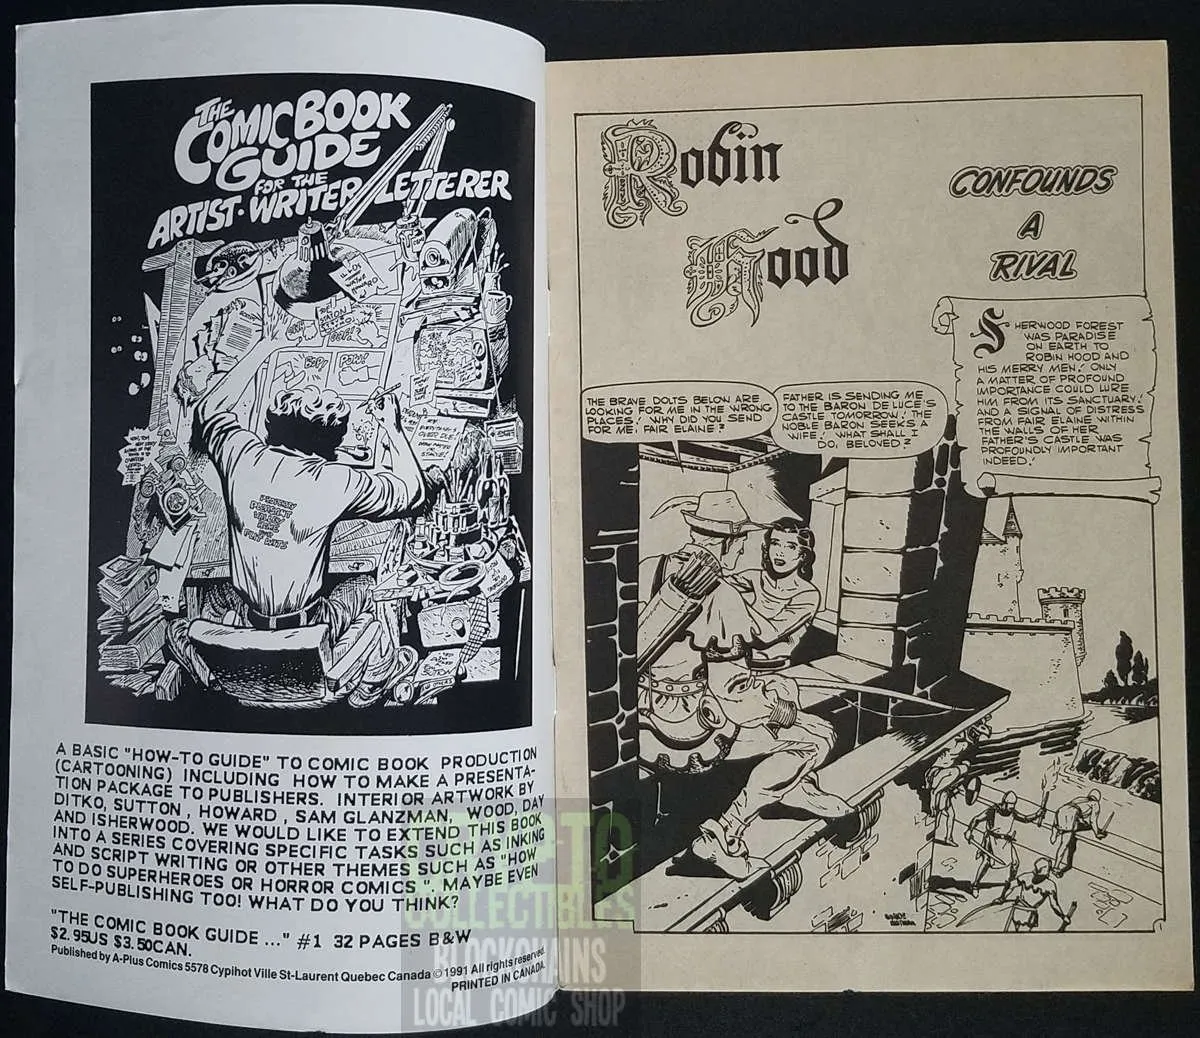 THE
COMIC BOOK
GUIDE
FOR THE
ARTIST · WRITER LETTERER
POW!
A BASIC "HOW-TO GUIDE" TO COMIC BOOK PRODUCTION
(CARTOONING) INCLUDING HOW TO MAKE A PRESENTA-
TION PACKAGE TO PUBLISHERS. INTERIOR ARTWORK BY
DITKO, SUTTON, HOWARD, SAM GLANZMAN, WOOD, DAY
AND ISHERWOOD. WE WOULD LIKE TO EXTEND THIS BOOK
INTO A SERIES COVERING SPECIFIC TASKS SUCH AS INKING
AND SCRIPT WRITING OR OTHER THEMES SUCH AS "HOW
TO DO SUPERHEROES OR HORROR COMICS ". MAYBE EVEN
SELF-PUBLISHING TOO! WHAT DO YOU THINK?
"THE COMIC BOOK GUIDE ..." #1 32 PAGES B&W
$2.95US $3.50CAN.
Published by A-Plus Comics 5578 Cypihot Ville St-Laurent Quebec Canada © 1991 All rights reserved.
PRINTED IN CANADA.
Robin
Hood
CONFOUNDS
A
RIVAL
SHERWOOD FOREST
WAS PARADISE
ON EARTH TO
ROBIN HOOD AND
HIS MERRY MEN! ONLY
A MATTER OF PROFOUND
IMPORTANCE COULD LURE
HIM FROM ITS SANCTUARY!
AND A SIGNAL OF DISTRESS
FROM FAIR ELAINE WITHIN
THE WALLS OF HER
FATHER'S CASTLE WAS
PROFOUNDLY IMPORTANT
INDEED!
THE BRAVE DOLTS BELOW ARE
LOOKING FOR ME IN THE WRONG
PLACES! WHY DID YOU SEND
FOR ME, FAIR ELAINE?
FATHER IS SENDING ME
TO THE BARON DE LUCE'S
CASTLE TOMORROW! THE
NOBLE BARON SEEKS A
WIFE! WHAT SHALL I
DO, BELOVED?
1
CRYPTO
COLLECTIBLES
BLOCKCHAINS
LOCAL COMIC SHOP